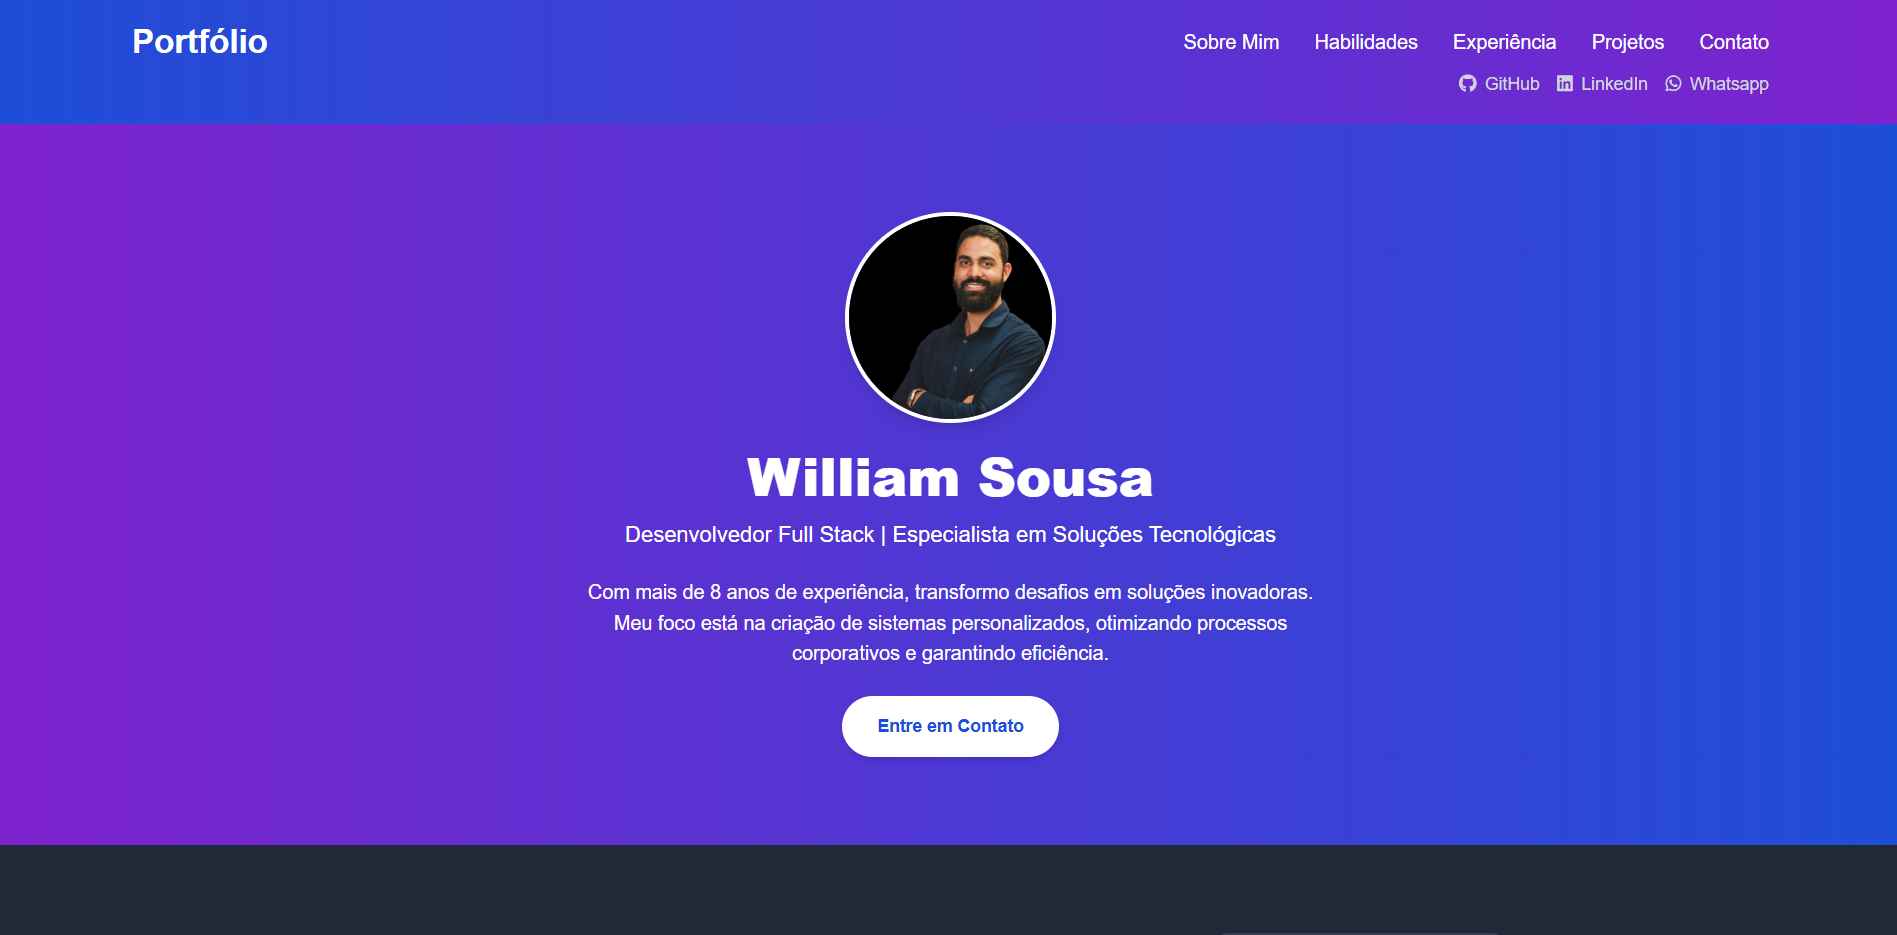 Portfólio
Sobre Mim Habilidades Experiência Projetos Contato
GitHub LinkedIn Whatsapp
William Sousa
Desenvolvedor Full Stack | Especialista em Soluções Tecnológicas
Com mais de 8 anos de experiência, transformo desafios em soluções inovadoras.
Meu foco está na criação de sistemas personalizados, otimizando processos
corporativos e garantindo eficiência.
Entre em Contato